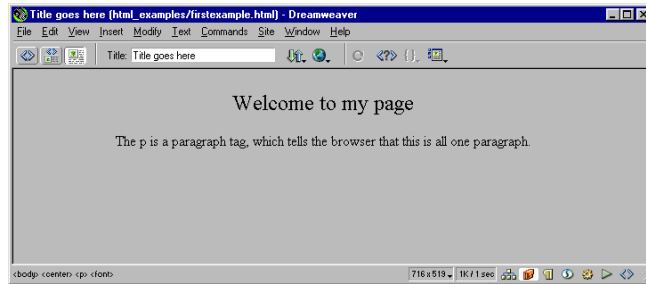 Title goes here (html_examples/firstexample.html) - Dreamweaver
File Edit View Insert Modify Text Commands Site Window Help
Title: Title goes here
Welcome to my page
The p is a paragraph tag, which tells the browser that this is all one paragraph.
<body> <center> <p> <font> 716 x 519 1K / 1 sec